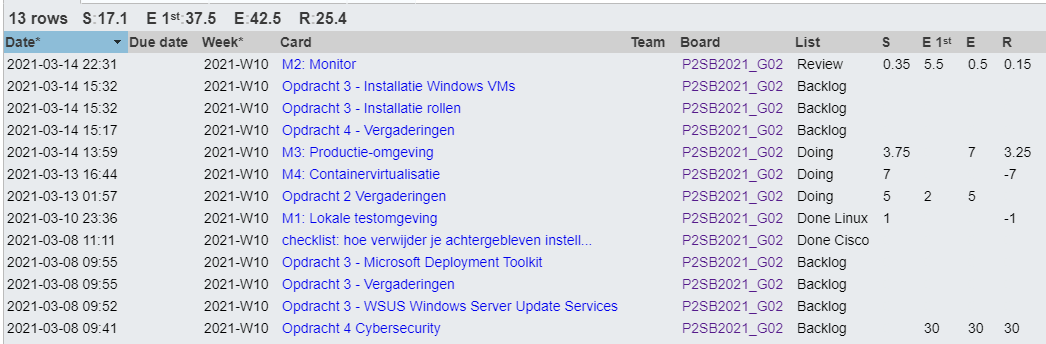 13 rows S:17.1 E 1st:37.5 E:42.5 R:25.4
Date* Due date Week* Card Team Board List S E 1st E R
2021-03-14 22:31 2021-W10 M2: Monitor P2SB2021_G02 Review 0.35 5.5 0.5 0.15
2021-03-14 15:32 2021-W10 Opdracht 3 - Installatie Windows VMs P2SB2021_G02 Backlog
2021-03-14 15:32 2021-W10 Opdracht 3 - Installatie rollen P2SB2021_G02 Backlog
2021-03-14 15:17 2021-W10 Opdracht 4 - Vergaderingen P2SB2021_G02 Backlog
2021-03-14 13:59 2021-W10 M3: Productie-omgeving P2SB2021_G02 Doing 3.75 7 3.25
2021-03-13 16:44 2021-W10 M4: Containervirtualisatie P2SB2021_G02 Doing 7 -7
2021-03-13 01:57 2021-W10 Opdracht 2 Vergaderingen P2SB2021_G02 Doing 5 2 5
2021-03-10 23:36 2021-W10 M1: Lokale testomgeving P2SB2021_G02 Done Linux 1 -1
2021-03-08 11:11 2021-W10 checklist: hoe verwijder je achtergebleven instell... P2SB2021_G02 Done Cisco
2021-03-08 09:55 2021-W10 Opdracht 3 - Microsoft Deployment Toolkit P2SB2021_G02 Backlog
2021-03-08 09:55 2021-W10 Opdracht 3 - Vergaderingen P2SB2021_G02 Backlog
2021-03-08 09:52 2021-W10 Opdracht 3 - WSUS Windows Server Update Services P2SB2021_G02 Backlog
2021-03-08 09:41 2021-W10 Opdracht 4 Cybersecurity P2SB2021_G02 Backlog 30 30 30